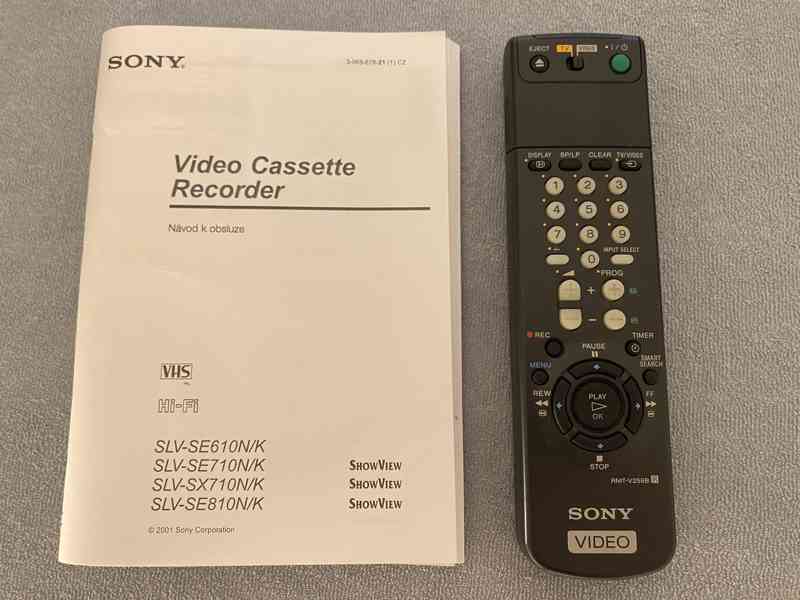 SONY
3-065-276-21 (1) CZ
Video Cassette
Recorder
Návod k obsluze
VHS
PAL
Hi-Fi
SLV-SE610N/K
SLV-SE710N/K SHOWVIEW
SLV-SX710N/K SHOWVIEW
SLV-SE810N/K SHOWVIEW
© 2001 Sony Corporation
EJECT TV VIDEO I / ⏻
DISPLAY SP/LP CLEAR TV/VIDEO
1 2 3
4 5 6
7 8 9
-/-- 0 INPUT SELECT
PROG
+ +
− −
REC TIMER
PAUSE
MENU SMART
SEARCH
REW PLAY FF
OK
STOP
RMT-V259B
SONY
VIDEO